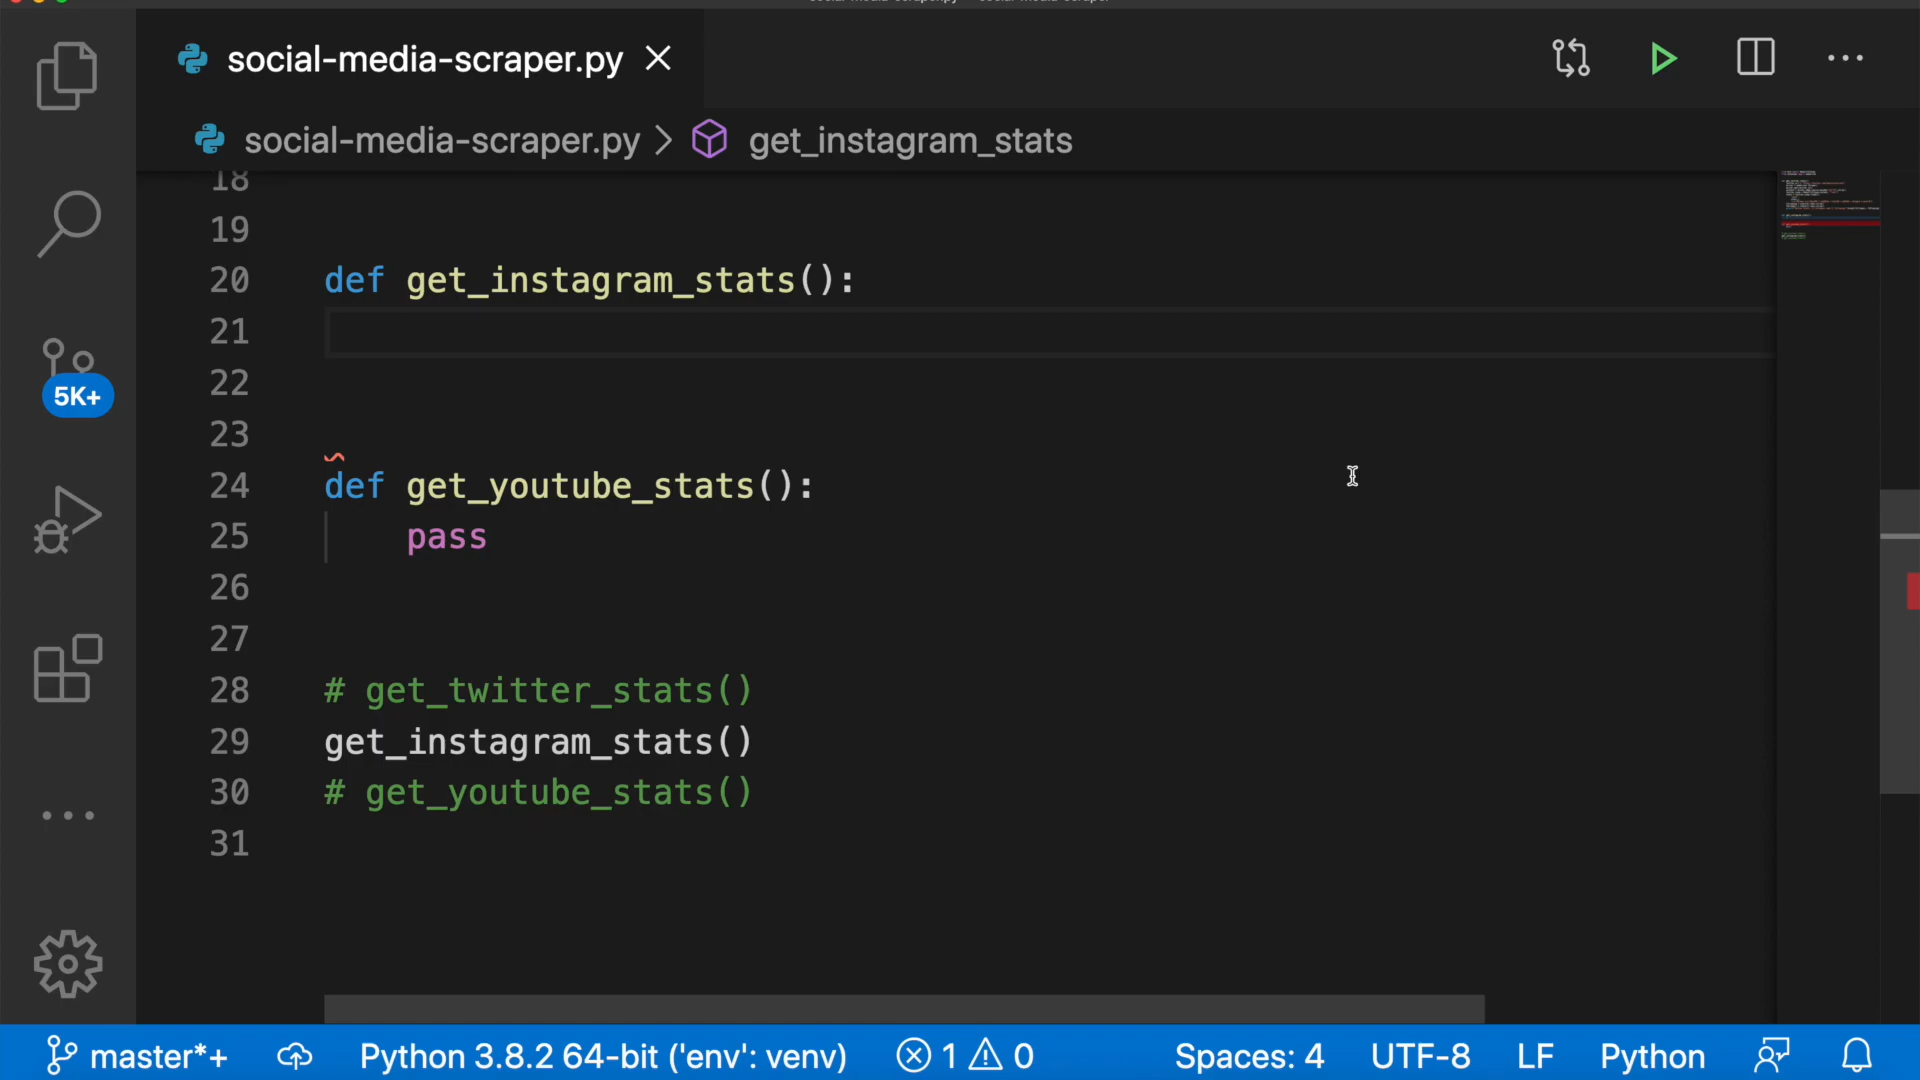 social-media-scraper.py
social-media-scraper.py > get_instagram_stats
18
19
20 def get_instagram_stats():
21
22
23
24 def get_youtube_stats():
25 pass
26
27
28 # get_twitter_stats()
29 get_instagram_stats()
30 # get_youtube_stats()
31
5K+
master*+ Python 3.8.2 64-bit ('env': venv) 1 0 Spaces: 4 UTF-8 LF Python